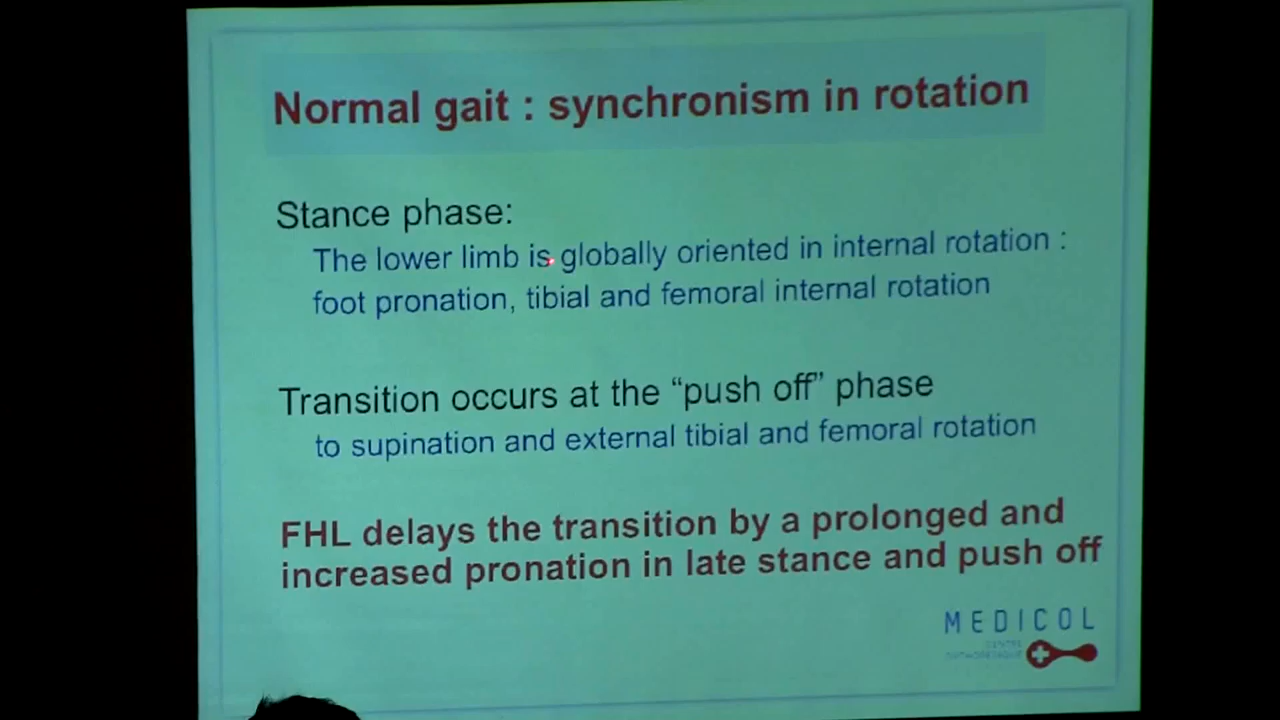 Normal gait : synchronism in rotation
Stance phase:
The lower limb is globally oriented in internal rotation :
foot pronation, tibial and femoral internal rotation
Transition occurs at the “push off” phase
to supination and external tibial and femoral rotation
FHL delays the transition by a prolonged and
increased pronation in late stance and push off
MEDICOL
CENTRE